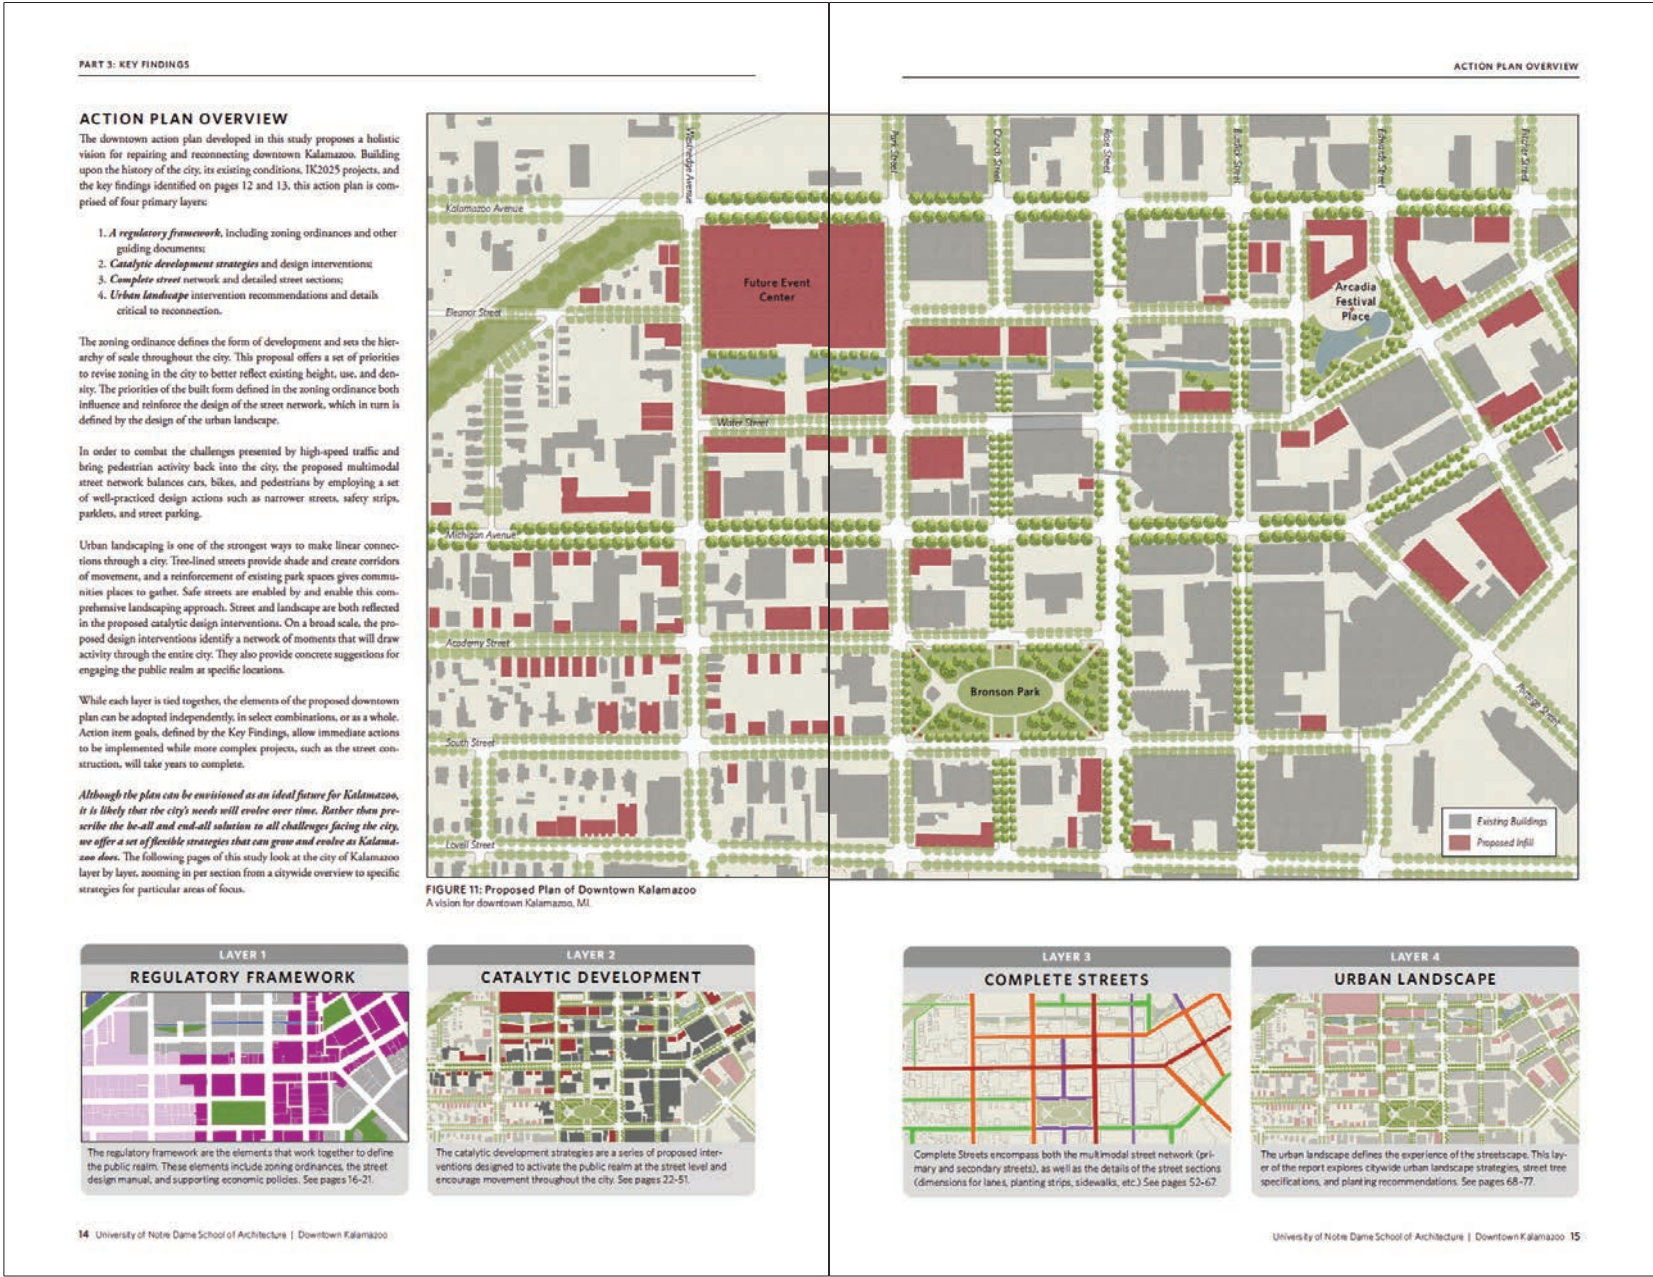 PART 3: KEY FINDINGS
ACTION PLAN OVERVIEW
The downtown action plan developed in this study proposes a holistic
vision for repairing and reconnecting downtown Kalamazoo. Building
upon the history of the city, its existing conditions, IK2025 projects, and
the key findings identified on pages 12 and 13, this action plan is com-
prised of four primary layers:
1. A regulatory framework, including zoning ordinances and other
guiding documents;
2. Catalytic development strategies and design interventions;
3. Complete street network and detailed street sections;
4. Urban landscape intervention recommendations and details
critical to reconnection.
The zoning ordinance defines the form of development and sets the hier-
archy of scale throughout the city. This proposal offers a set of priorities
to revise zoning in the city to better reflect existing height, use, and den-
sity. The priorities of the built form defined in the zoning ordinance both
influence and reinforce the design of the street network, which in turn is
defined by the design of the urban landscape.
In order to combat the challenges presented by high-speed traffic and
bring pedestrian activity back into the city, the proposed multimodal
street network balances cars, bikes, and pedestrians by employing a set
of well-practiced design actions such as narrower streets, safety strips,
parklets, and street parking.
Urban landscaping is one of the strongest ways to make linear connec-
tions through a city. Tree-lined streets provide shade and create corridors
of movement, and a reinforcement of existing park spaces gives commu-
nities places to gather. Safe streets are enabled by and enable this com-
prehensive landscaping approach. Street and landscape are both reflected
in the proposed catalytic design interventions. On a broad scale, the pro-
posed design interventions identify a network of moments that will draw
activity through the entire city. They also provide concrete suggestions for
engaging the public realm at specific locations.
While each layer is tied together, the elements of the proposed downtown
plan can be adopted independently, in select combinations, or as a whole.
Action item goals, defined by the Key Findings, allow immediate actions
to be implemented while more complex projects, such as the street con-
struction, will take years to complete.
Although the plan can be envisioned as an ideal future for Kalamazoo,
it is likely that the city's needs will evolve over time. Rather than pre-
scribe the be-all and end-all solution to all challenges facing the city,
we offer a set of flexible strategies that can grow and evolve as Kalama-
zoo does. The following pages of this study look at the city of Kalamazoo
layer by layer, zooming in per section from a citywide overview to specific
strategies for particular areas of focus.
ACTION PLAN OVERVIEW
Westnedge Avenue
Park Street
Church Street
Rose Street
Burdick Street
Edwards Street
Pitcher Street
Kalamazoo Avenue
Eleanor Street
Future Event
Center
Arcadia
Festival
Place
Water Street
Michigan Avenue
Academy Street
Bronson Park
Portage Street
South Street
Lovell Street
Existing Buildings
Proposed Infill
FIGURE 11: Proposed Plan of Downtown Kalamazoo
A vision for downtown Kalamazoo, MI.
LAYER 1
REGULATORY FRAMEWORK
The regulatory framework are the elements that work together to define
the public realm. These elements include zoning ordinances, the street
design manual, and supporting economic policies. See pages 16-21.
LAYER 2
CATALYTIC DEVELOPMENT
The catalytic development strategies are a series of proposed inter-
ventions designed to activate the public realm at the street level and
encourage movement throughout the city. See pages 22-51.
LAYER 3
COMPLETE STREETS
Complete Streets encompass both the multimodal street network (pri-
mary and secondary streets), as well as the details of the street sections
(dimensions for lanes, planting strips, sidewalks, etc.) See pages 52-67.
LAYER 4
URBAN LANDSCAPE
The urban landscape defines the experience of the streetscape. This lay-
er of the report explores citywide urban landscape strategies, street tree
specifications, and planting recommendations. See pages 68-77.
14 University of Notre Dame School of Architecture | Downtown Kalamazoo
University of Notre Dame School of Architecture | Downtown Kalamazoo 15